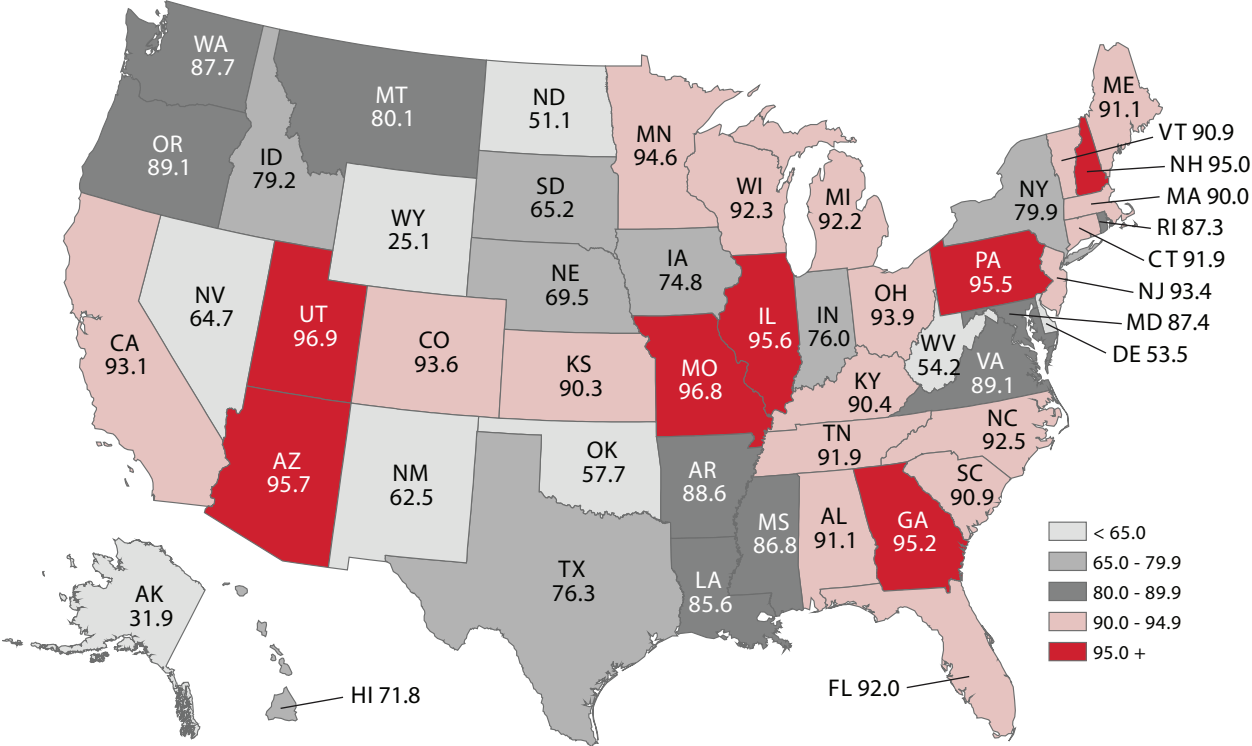 WA
87.7
MT
80.1
ND
51.1
MN
94.6
ME
91.1
VT 90.9
NH 95.0
MA 90.0
RI 87.3
CT 91.9
NJ 93.4
MD 87.4
DE 53.5
OR
89.1
ID
79.2
SD
65.2
WI
92.3
MI
92.2
NY
79.9
WY
25.1
IA
74.8
NE
69.5
PA
95.5
NV
64.7
UT
96.9
CO
93.6
KS
90.3
MO
96.8
IL
95.6
IN
76.0
OH
93.9
WV
54.2
VA
89.1
CA
93.1
KY
90.4
NC
92.5
TN
91.9
AZ
95.7
NM
62.5
OK
57.7
AR
88.6
SC
90.9
MS
86.8
AL
91.1
GA
95.2
TX
76.3
LA
85.6
AK
31.9
HI 71.8
FL 92.0
< 65.0
65.0 - 79.9
80.0 - 89.9
90.0 - 94.9
95.0 +